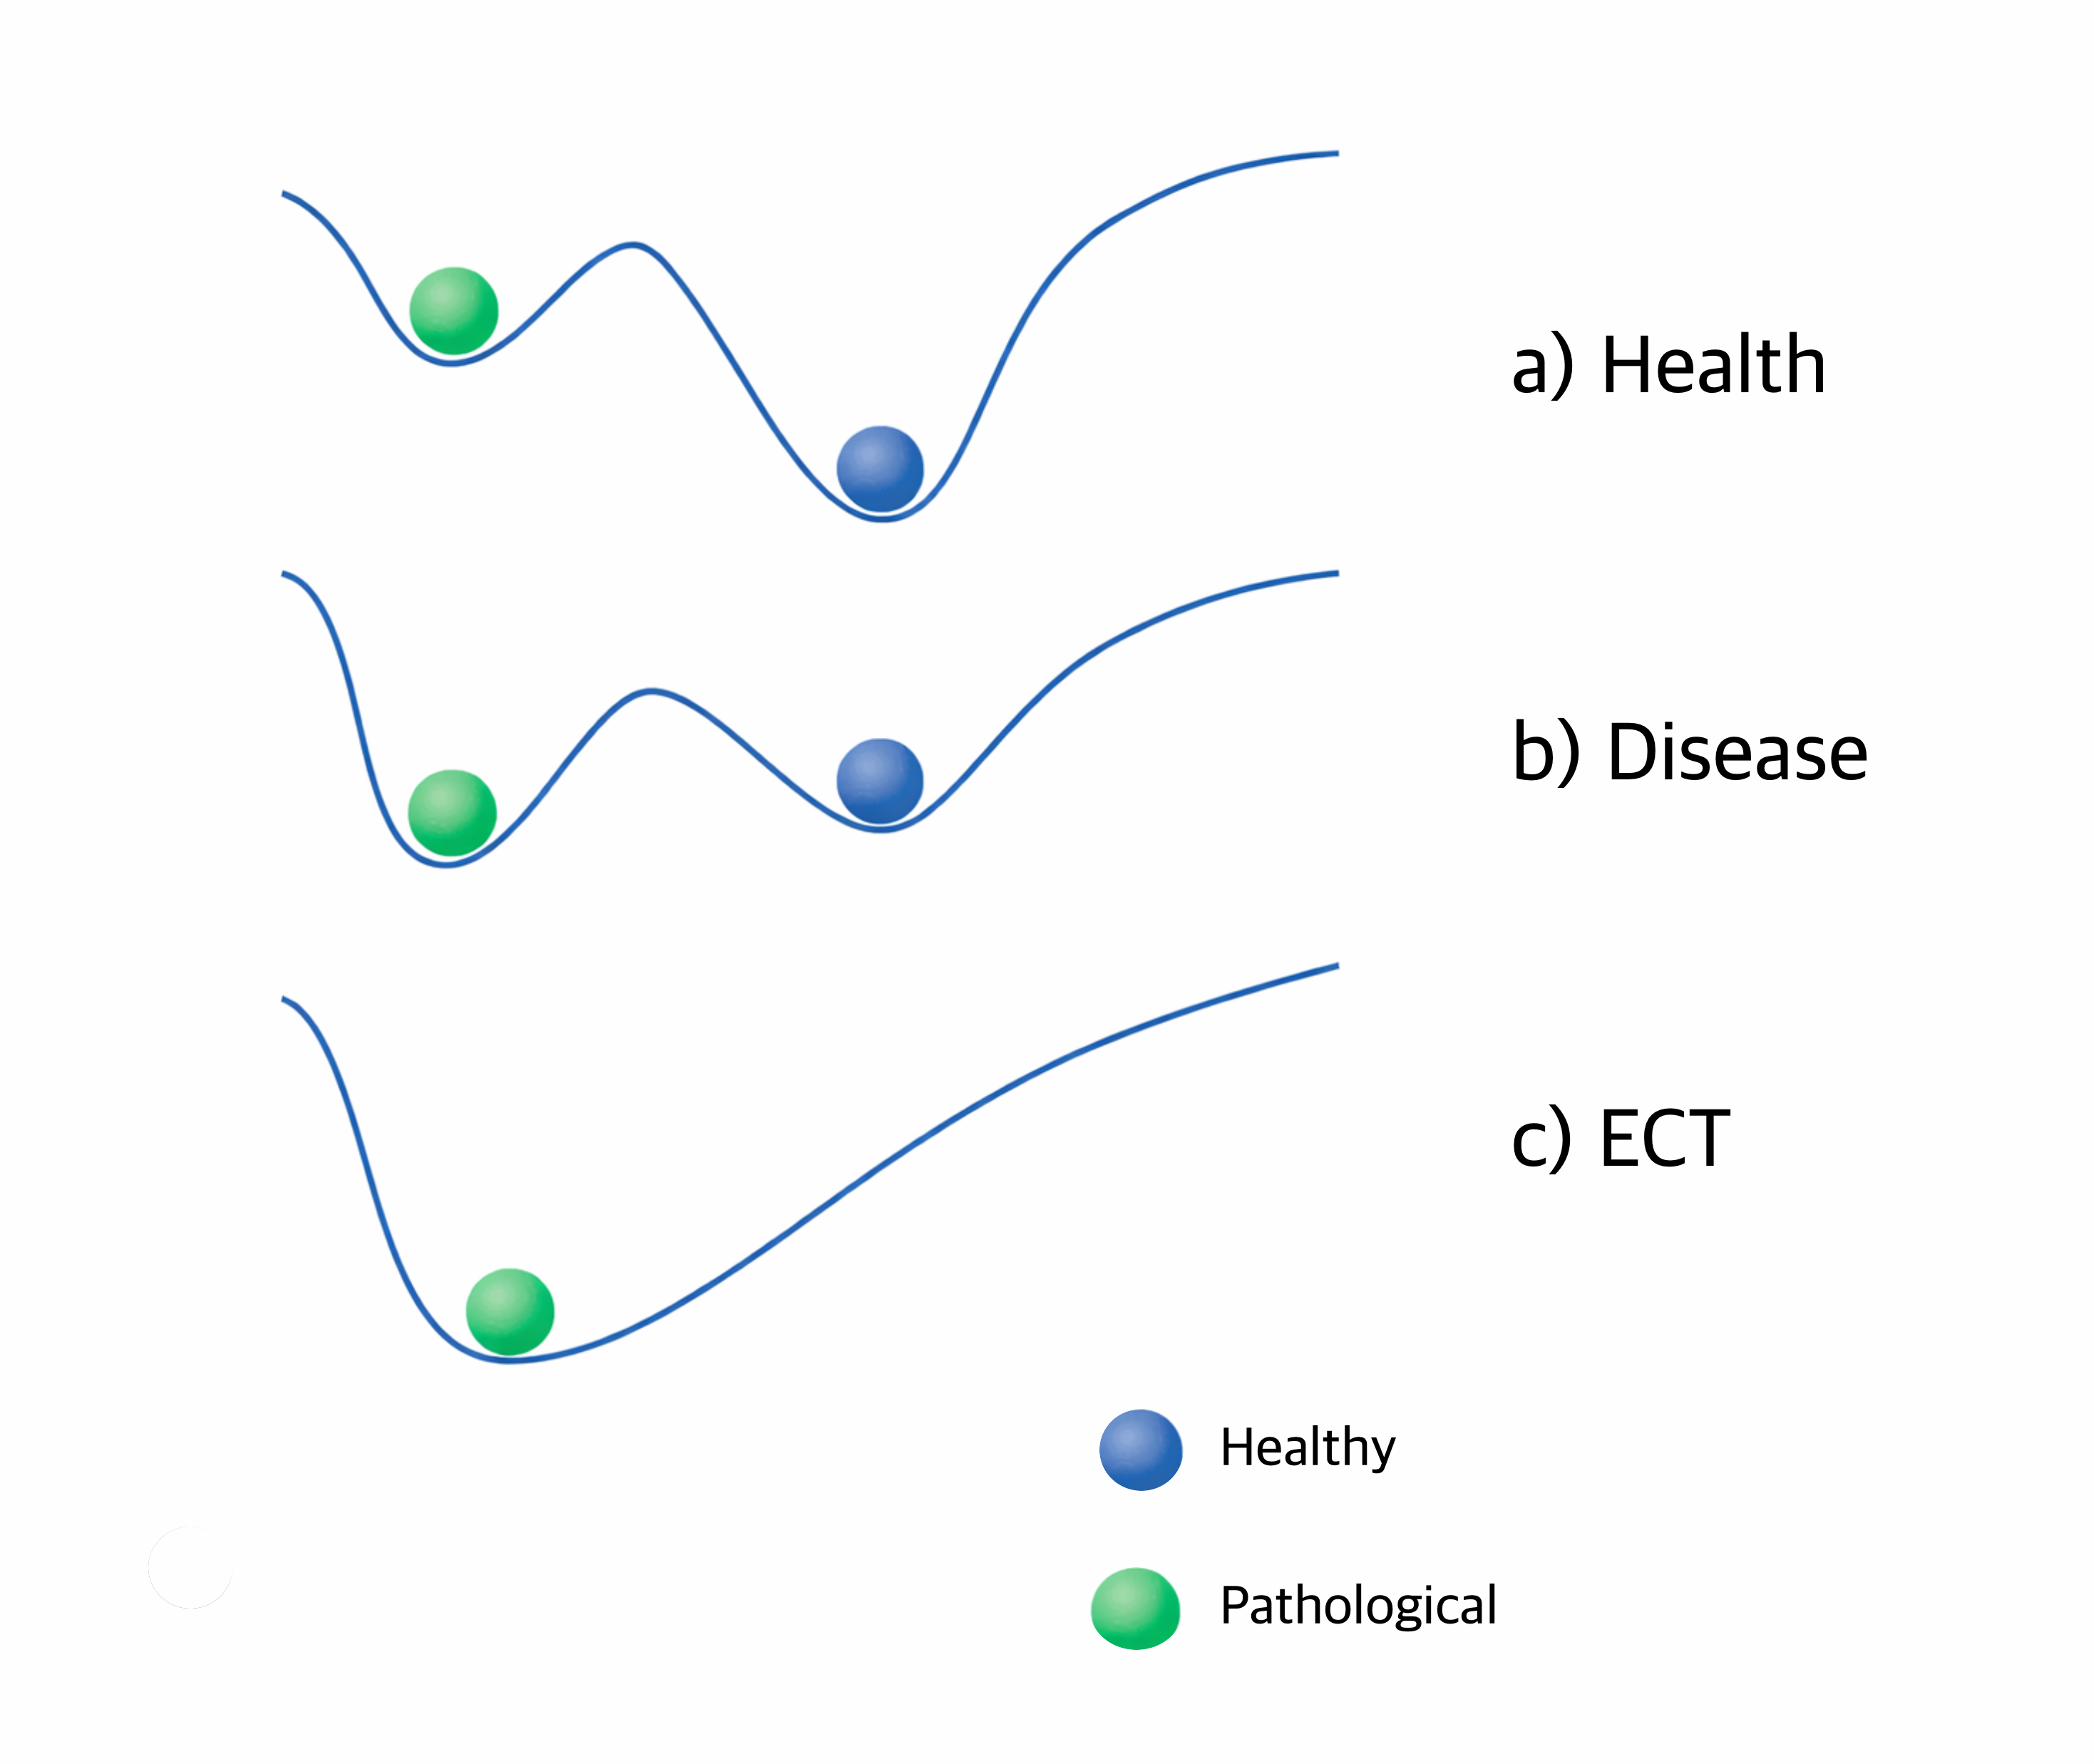 a) Health
b) Disease
c) ECT
Healthy
Pathological